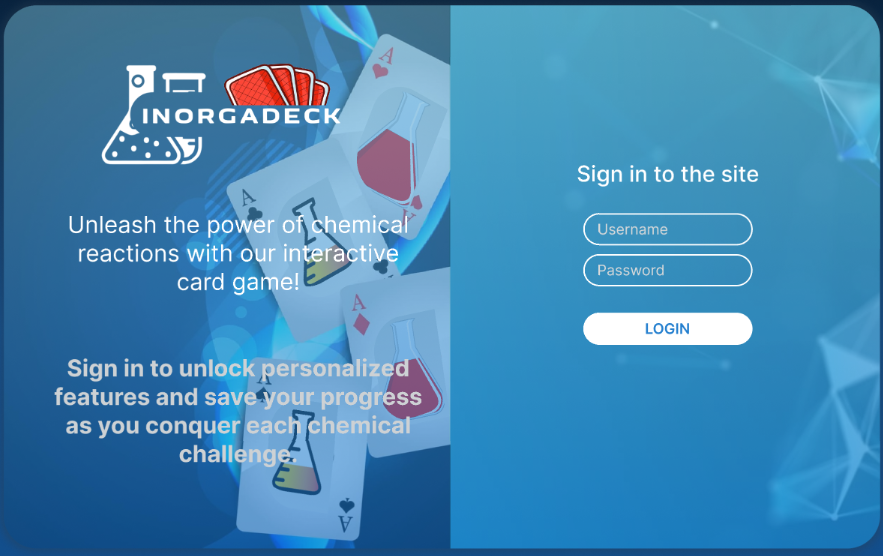 INORGADECK
Unleash the power of chemical
reactions with our interactive
card game!
Sign in to unlock personalized
features and save your progress
as you conquer each chemical
challenge.
A
A
A
A
A
A
Sign in to the site
Username
Password
LOGIN